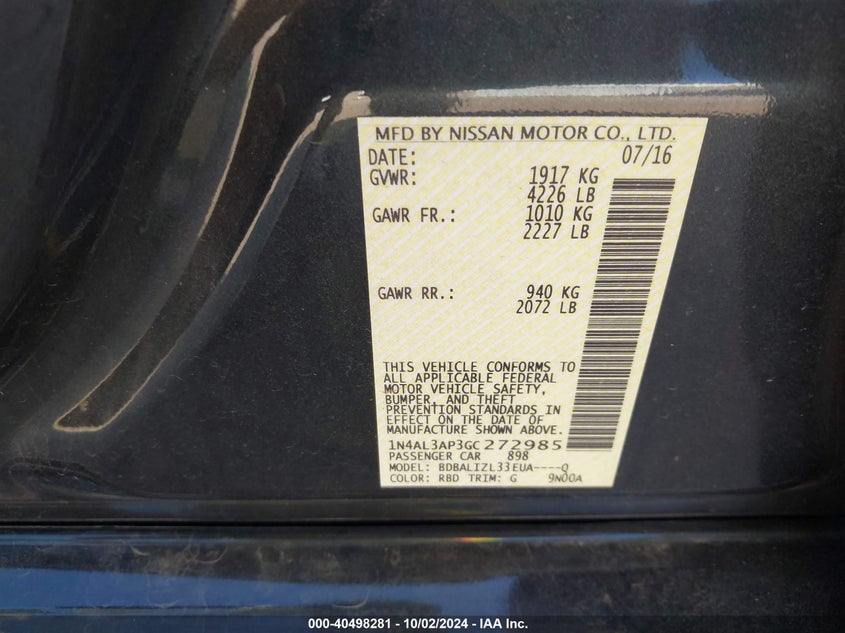 MFD BY NISSAN MOTOR CO., LTD.
DATE: 07/16
GVWR: 1917 KG
4226 LB
GAWR FR.: 1010 KG
2227 LB
GAWR RR.: 940 KG
2072 LB
THIS VEHICLE CONFORMS TO
ALL APPLICABLE FEDERAL
MOTOR VEHICLE SAFETY,
BUMPER, AND THEFT
PREVENTION STANDARDS IN
EFFECT ON THE DATE OF
MANUFACTURE SHOWN ABOVE.
1N4AL3AP3GC272985
PASSENGER CAR 898
MODEL: BDBALIZL33EUA----Q
COLOR: RBD TRIM: G 9N00A
000-40498281 - 10/02/2024 - IAA Inc.